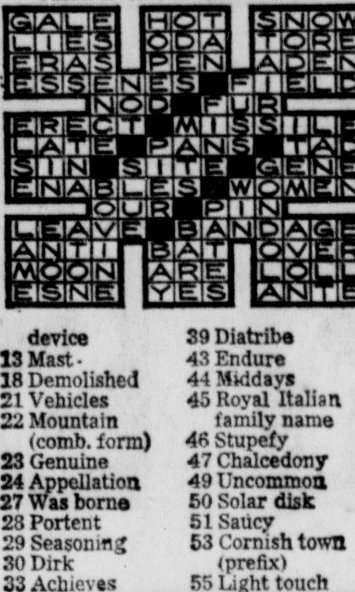 GALE HOT SNOW
LIES ODA TORE
ERAS PEN ADEN
ESSENES FIELD
NOD FUR
ERECT MISSILE
LATE PANS TAC
SIN SITE GENE
ENABLES WOMEN
OUR PIN
LEAVE BANDAGE
ANTI BAT OVER
MOON ARE LOLL
ESNE YES ANTE
device
13 Mast
18 Demolished
21 Vehicles
22 Mountain
(comb. form)
23 Genuine
24 Appellation
27 Was borne
28 Portent
29 Seasoning
30 Dirk
33 Achieves
39 Diatribe
43 Endure
44 Middays
45 Royal Italian
family name
46 Stupefy
47 Chalcedony
49 Uncommon
50 Solar disk
51 Saucy
53 Cornish town
(prefix)
55 Light touch